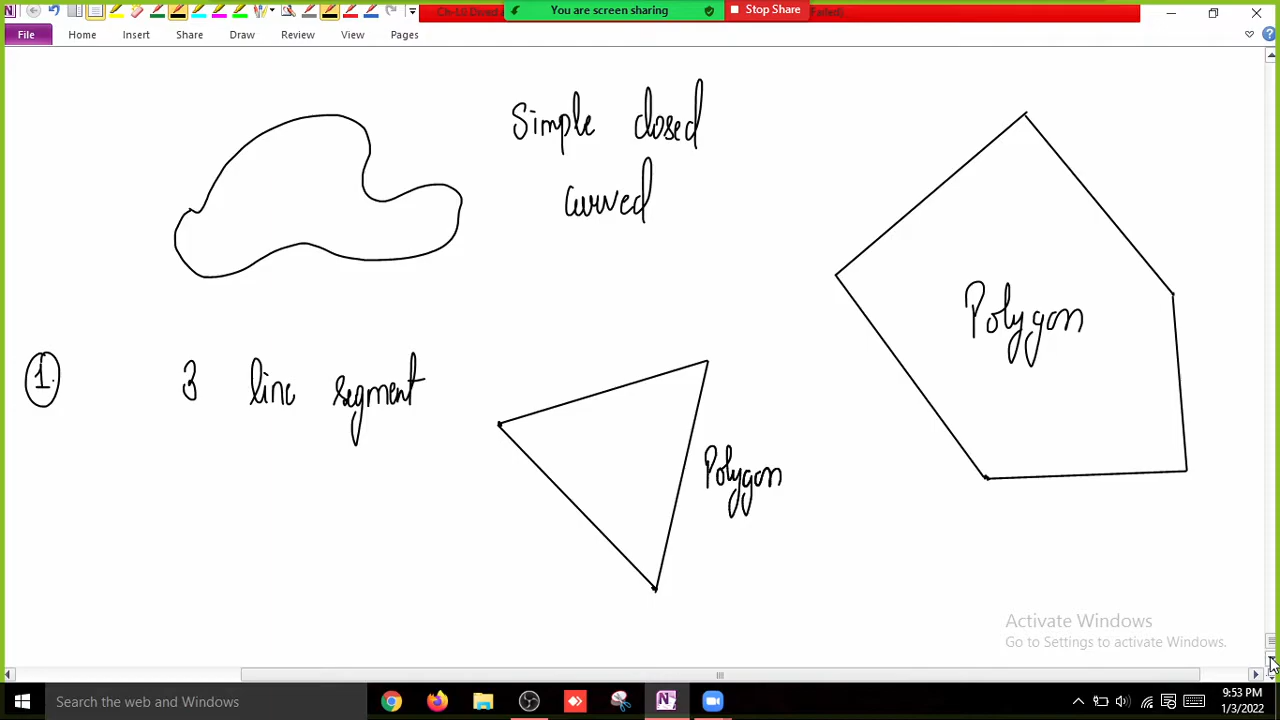 You are screen sharing
Stop Share
File Home Insert Share Draw Review View Pages
Simple closed
curved
Polygon
1. 3 line segment
Polygon
Activate Windows
Go to Settings to activate Windows.
Search the web and Windows
9:53 PM
1/3/2022